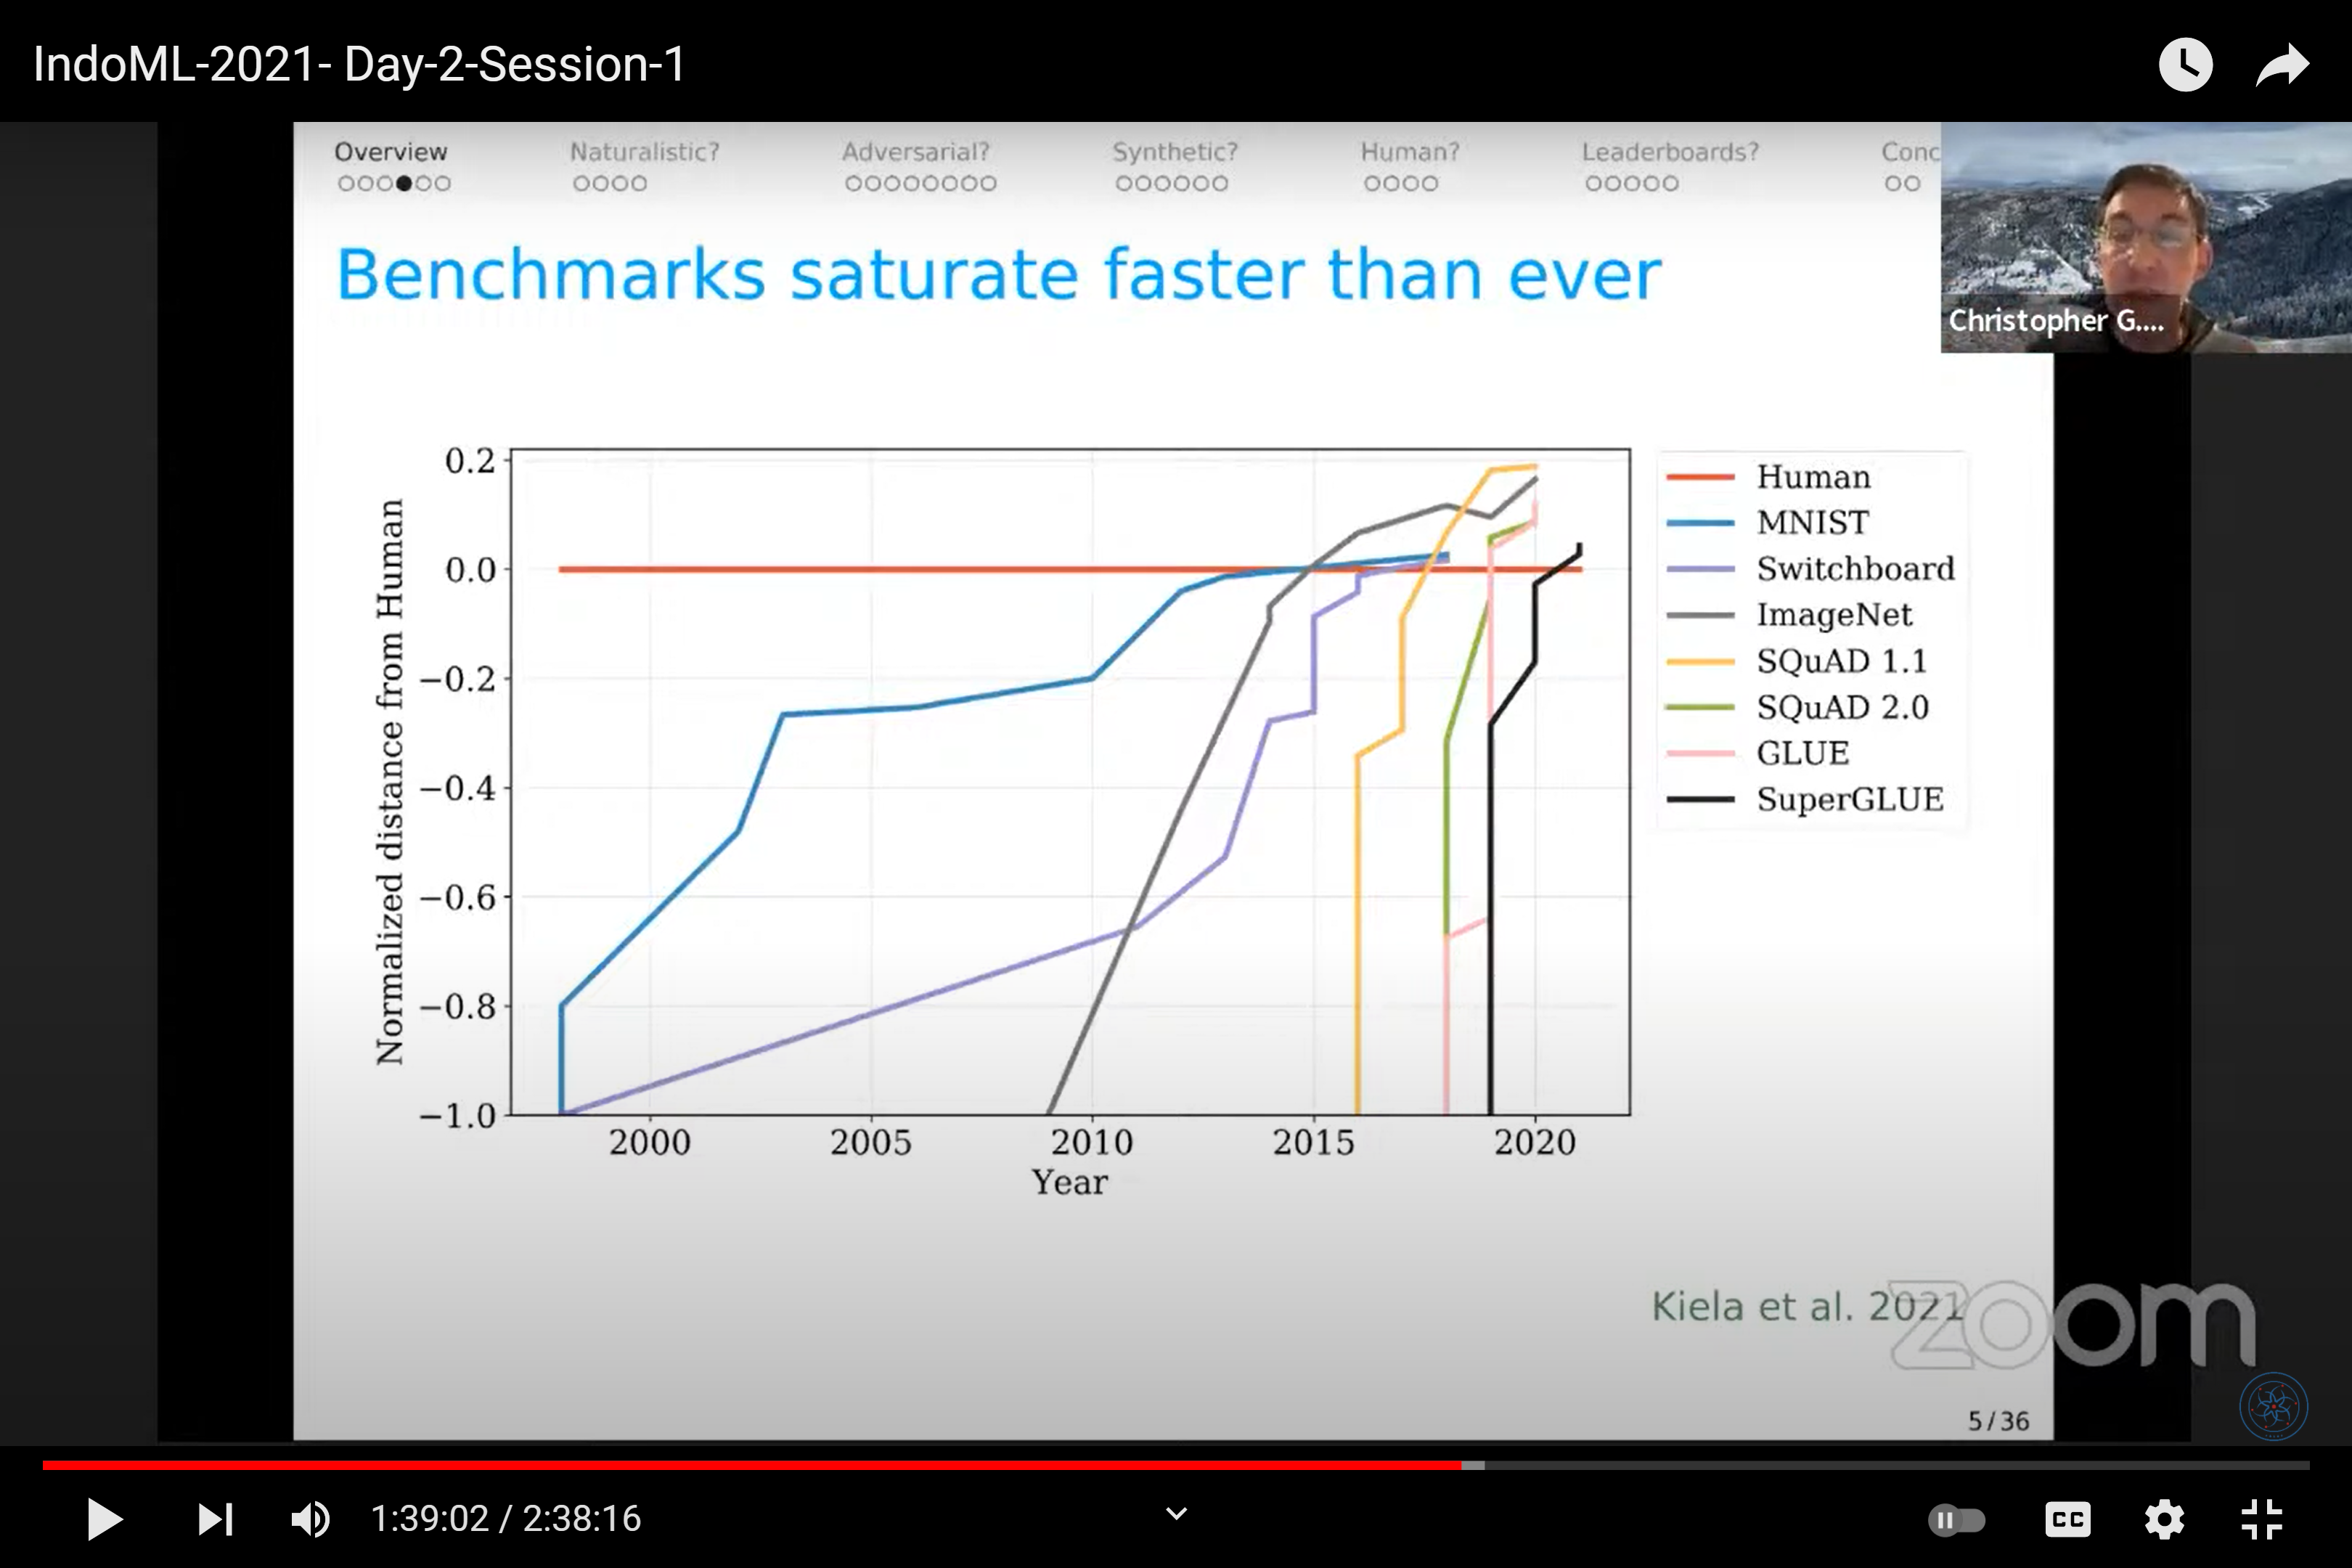 IndoML-2021- Day-2-Session-1
Overview Naturalistic? Adversarial? Synthetic? Human? Leaderboards? Conc
Benchmarks saturate faster than ever
Christopher G....
0.2
0.0
−0.2
−0.4
−0.6
−0.8
−1.0
Normalized distance from Human
2000 2005 2010 2015 2020
Year
Human
MNIST
Switchboard
ImageNet
SQuAD 1.1
SQuAD 2.0
GLUE
SuperGLUE
Kiela et al. 2021
zoom
5/36
1:39:02 / 2:38:16
CC